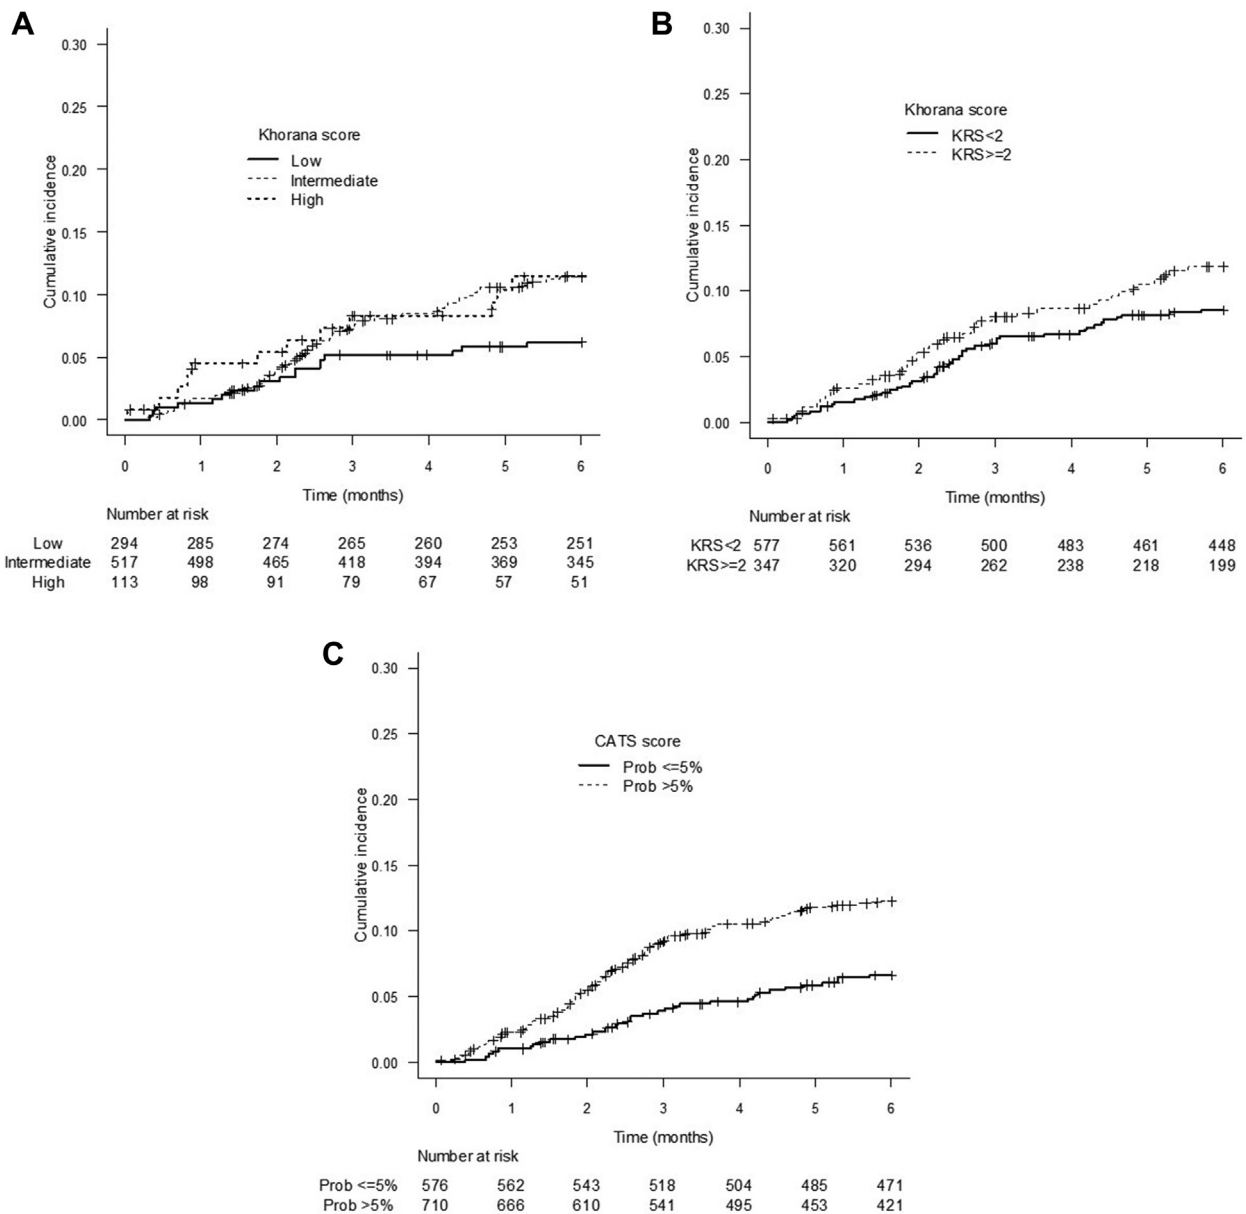 A
0.30
0.25
0.20
0.15
0.10
0.05
0.00
Cumulative incidence
Khorana score
Low
Intermediate
High
0 1 2 3 4 5 6
Time (months)
Number at risk
Low 294 285 274 265 260 253 251
Intermediate 517 498 465 418 394 369 345
High 113 98 91 79 67 57 51
B
0.30
0.25
0.20
0.15
0.10
0.05
0.00
Cumulative incidence
Khorana score
KRS<2
KRS>=2
0 1 2 3 4 5 6
Time (months)
Number at risk
KRS<2 577 561 536 500 483 461 448
KRS>=2 347 320 294 262 238 218 199
C
0.30
0.25
0.20
0.15
0.10
0.05
0.00
Cumulative incidence
CATS score
Prob <=5%
Prob >5%
0 1 2 3 4 5 6
Time (months)
Number at risk
Prob <=5% 576 562 543 518 504 485 471
Prob >5% 710 666 610 541 495 453 421